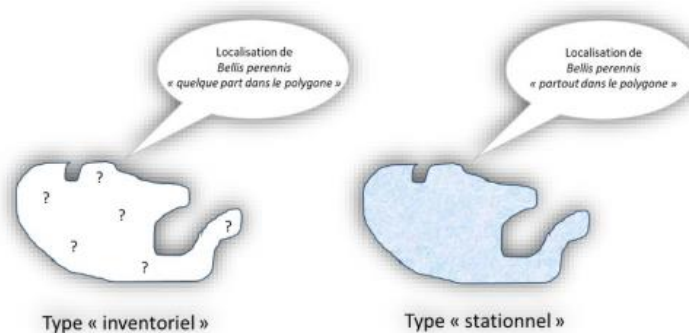 Localisation de
Bellis perennis
« quelque part dans le polygone »
Localisation de
Bellis perennis
« partout dans le polygone »
?
?
?
?
?
?
Type « inventoriel »
Type « stationnel »